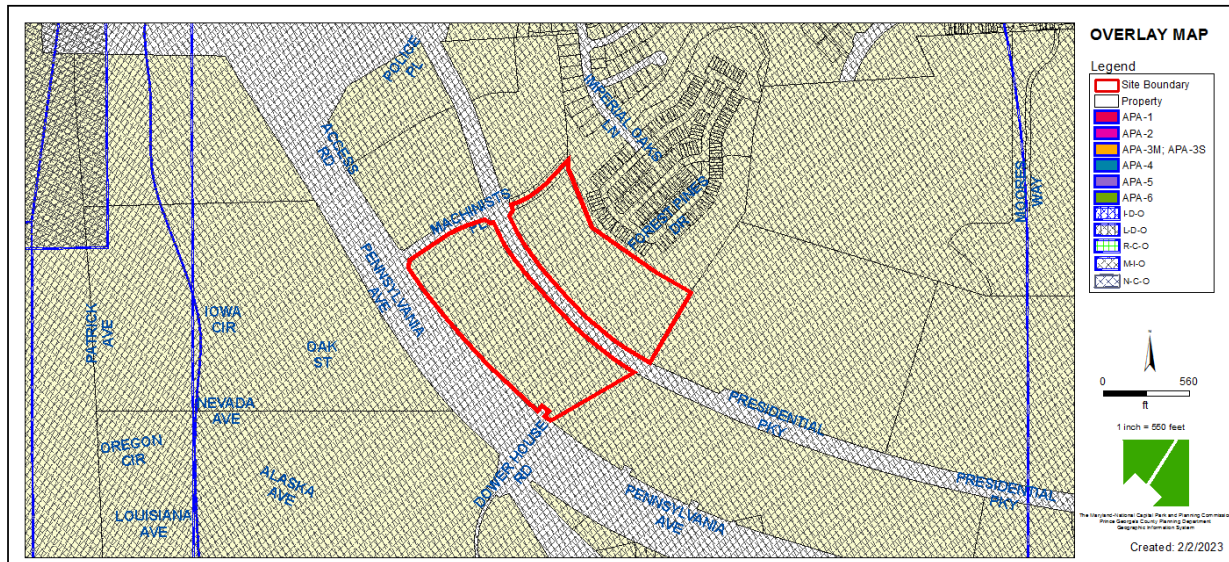 OVERLAY MAP
Legend
Site Boundary
Property
APA-1
APA-2
APA-3M; APA-3S
APA-4
APA-5
APA-6
I-D-O
L-D-O
R-C-O
M-I-O
N-C-O
0 560
ft
1 inch = 550 feet
The Maryland-National Capital Park and Planning Commission
Prince George's County Planning Department
Geographic Information System
Created: 2/2/2023
POLICE
PL
IMPERIAL OAKS
LN
ACCESS
RD
MACHINISTS
PL
FOREST PINES
DR
MOORES
WAY
PENNSYLVANIA
AVE
PATRICK
AVE
IOWA
CIR
OAK
ST
NEVADA
AVE
OREGON
CIR
ALASKA
AVE
LOUISIANA
AVE
DOWER HOUSE
RD
PRESIDENTIAL
PKY
PENNSYLVANIA
AVE
PRESIDENTIAL
PKY